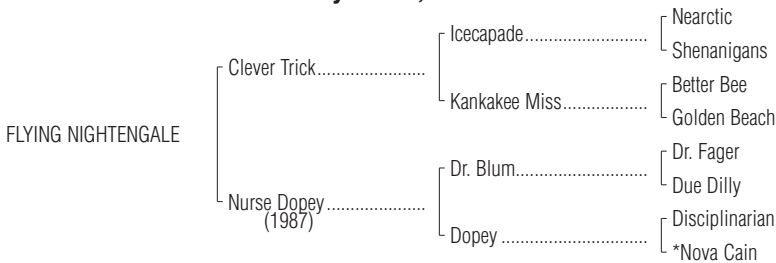 Nearctic
Icecapade..........................
Shenanigans
Clever Trick.......................
Better Bee
Kankakee Miss..................
Golden Beach
FLYING NIGHTENGALE
Dr. Fager
Dr. Blum............................
Due Dilly
Nurse Dopey .....................
(1987)
Disciplinarian
Dopey ...............................
*Nova Cain